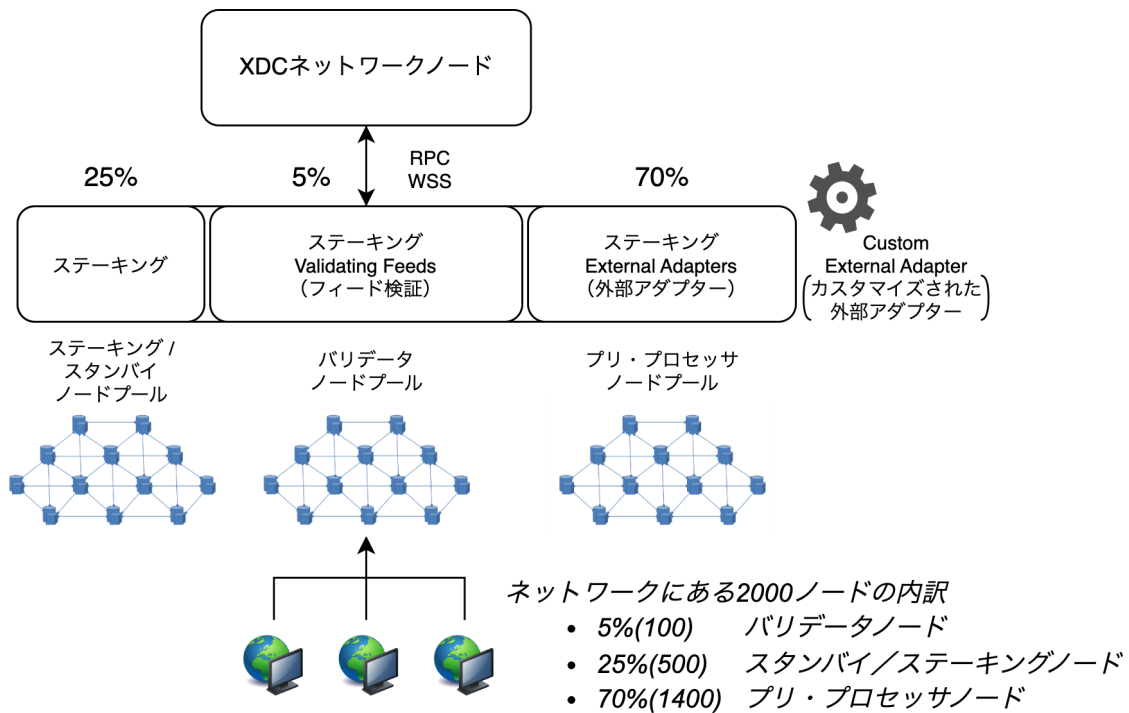 XDCネットワークノード
RPC
WSS
25%
5%
70%
ステーキング
ステーキング
Validating Feeds
（フィード検証）
ステーキング
External Adapters
（外部アダプター）
Custom
External Adapter
カスタマイズされた
外部アダプター
ステーキング /
スタンバイ
ノードプール
バリデータ
ノードプール
プリ・プロセッサ
ノードプール
ネットワークにある2000ノードの内訳
• 5%(100) バリデータノード
• 25%(500) スタンバイ／ステーキングノード
• 70%(1400) プリ・プロセッサノード